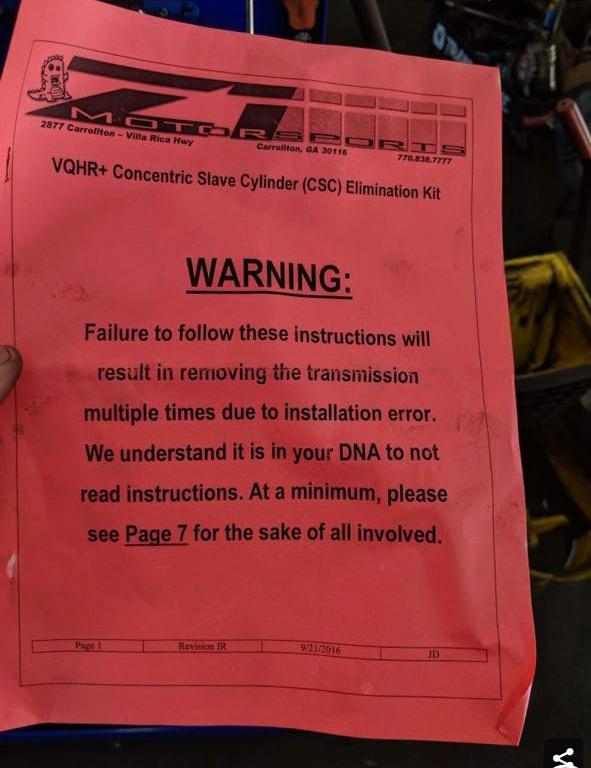 Z1 MOTORSPORTS
2877 Carrollton – Villa Rica Hwy
Carrollton, GA 30116
770.838.7777
VQHR+ Concentric Slave Cylinder (CSC) Elimination Kit
WARNING:
Failure to follow these instructions will
result in removing the transmission
multiple times due to installation error.
We understand it is in your DNA to not
read instructions. At a minimum, please
see Page 7 for the sake of all involved.
Page 1 Revision IR 9/21/2016 JD